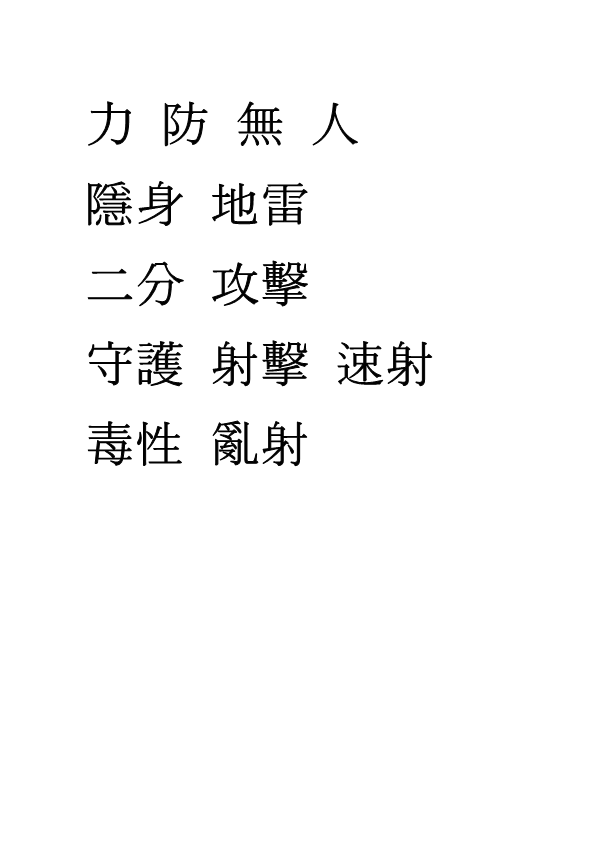 力 防 無 人
隱身 地雷
二分 攻擊
守護 射擊 速射
毒性 亂射